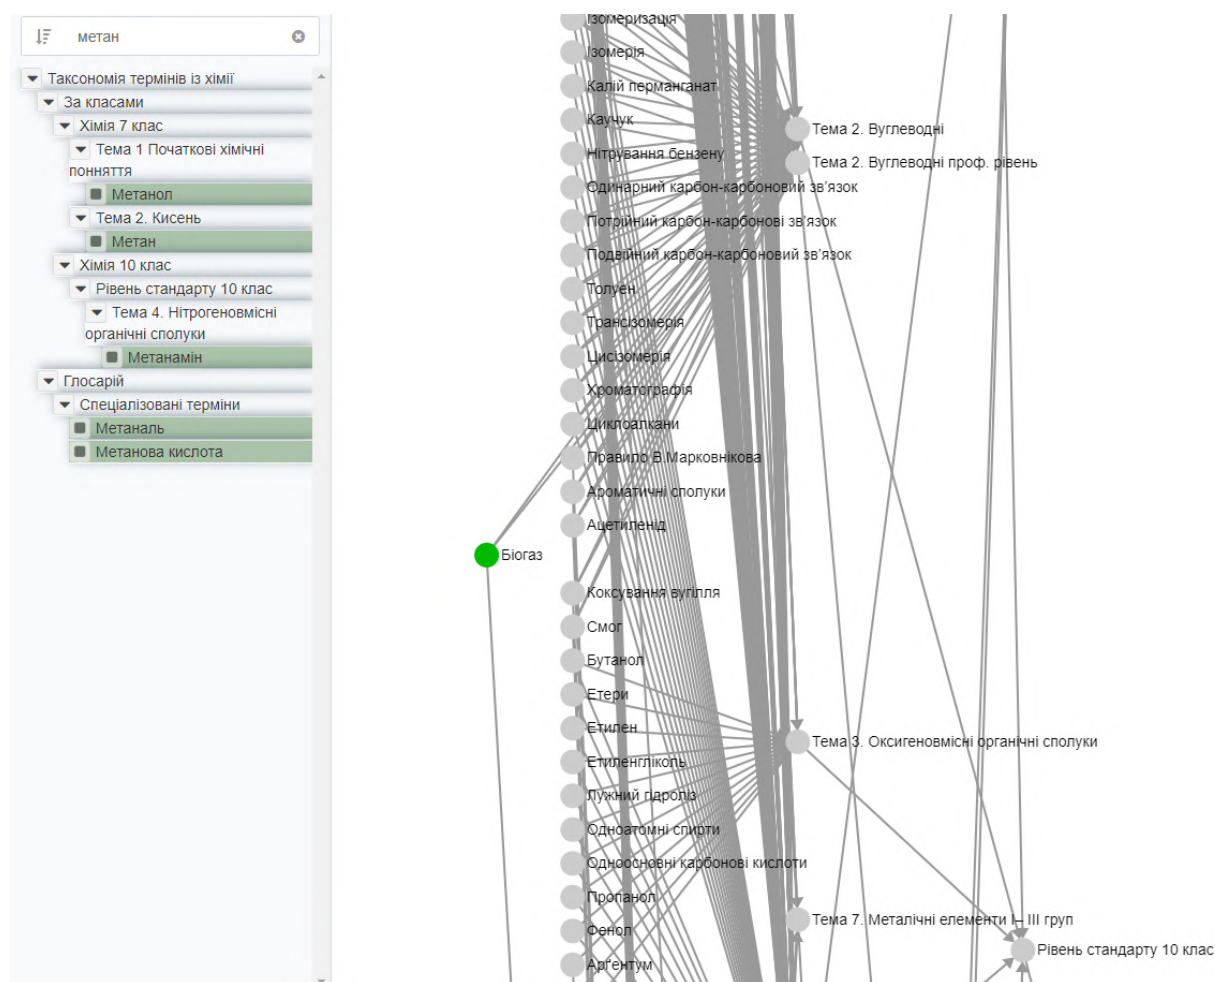 метан
Таксономія термінів із хімії
За класами
Хімія 7 клас
Тема 1 Початкові хімічні
понняття
Метанол
Тема 2. Кисень
Метан
Хімія 10 клас
Рівень стандарту 10 клас
Тема 4. Нітрогеновмісні
органічні сполуки
Метанамін
Глосарій
Спеціалізовані терміни
Метаналь
Метанова кислота
Ізомеризація
Ізомерія
Калій перманганат
Каучук
Нітрування бензену
Одинарний карбон-карбоновий зв'язок
Потрійний карбон-карбонові зв'язок
Подвійний карбон-карбоновий зв'язок
Толуен
Трансізомерія
Цисізомерія
Хроматографія
Циклоалкани
Правило В.Марковнікова
Ароматичні сполуки
Ацетиленід
Біогаз
Коксування вугілля
Смог
Бутанол
Етери
Етилен
Етиленгліколь
Лужний гідроліз
Одноатомні спирти
Одноосновні карбонові кислоти
Пропанол
Фенол
Арґентум
Тема 2. Вуглеводні
Тема 2. Вуглеводні проф. рівень
Тема 3. Оксигеновмісні органічні сполуки
Тема 7. Металічні елементи І– ІІІ груп
Рівень стандарту 10 клас